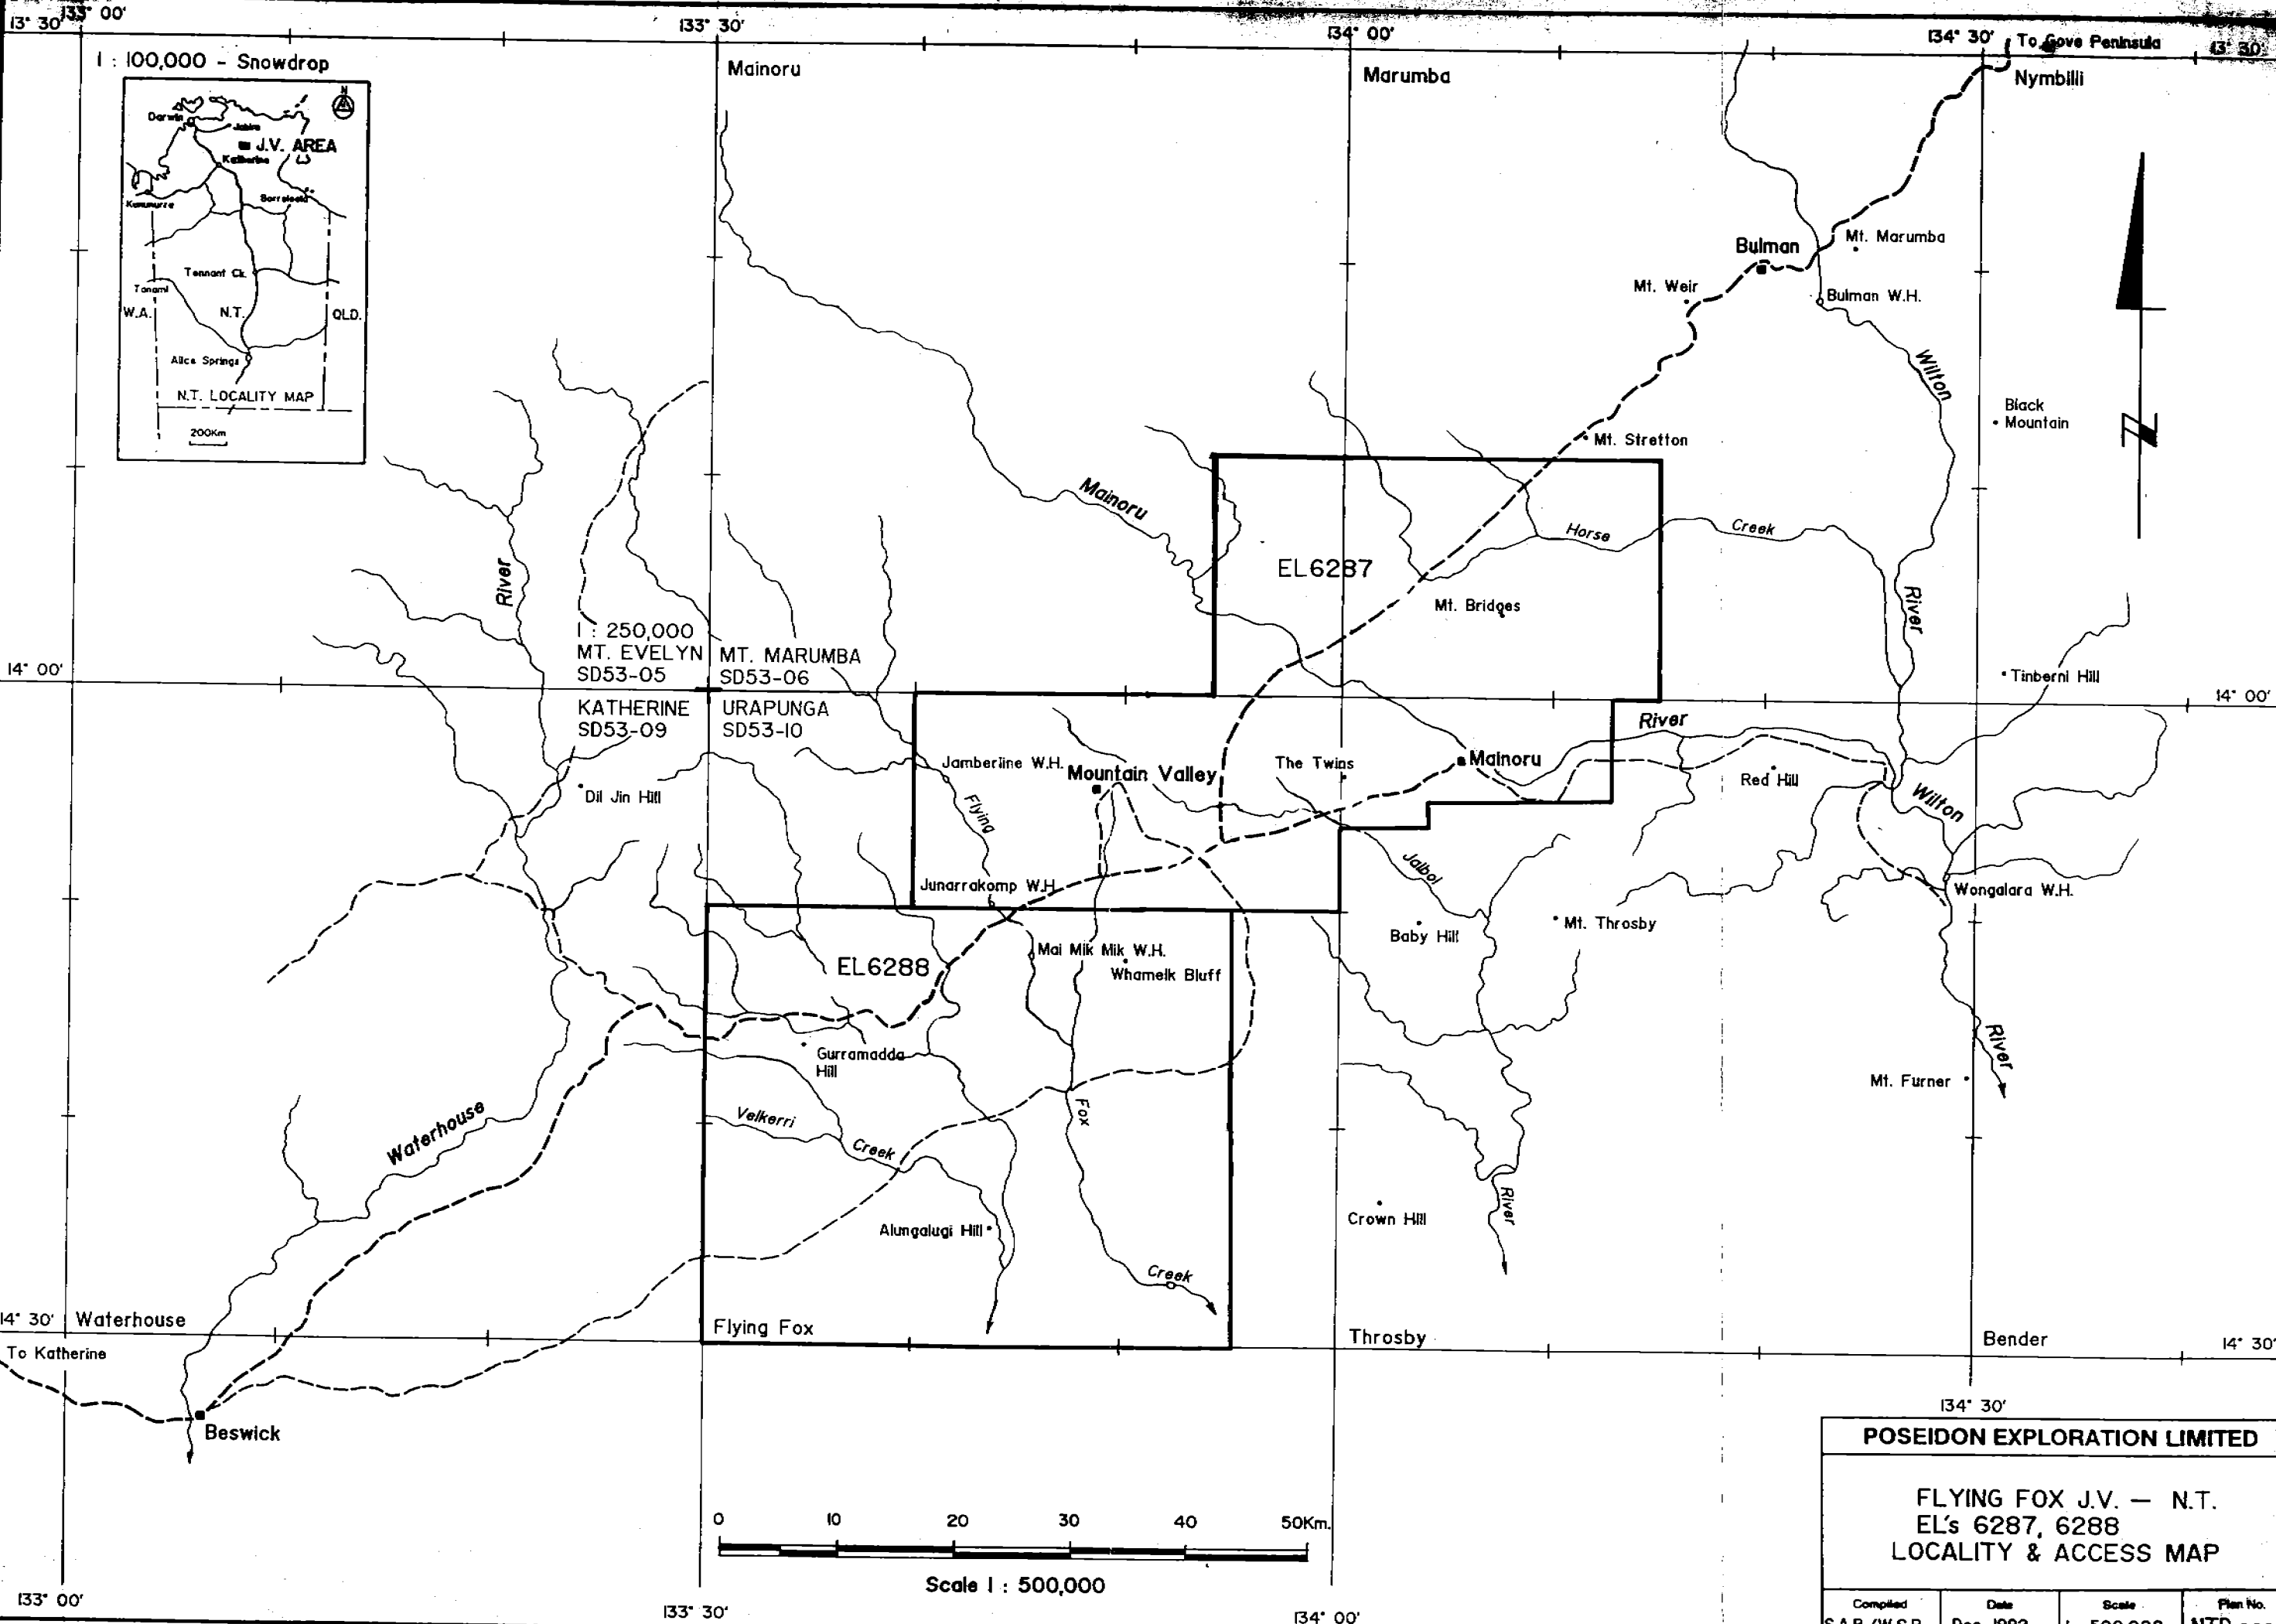 133° 00'
133° 30'
134° 00'
134° 30'
To Gove Peninsula
13° 30'
13° 30'
1 : 100,000 - Snowdrop
Mainoru
Marumba
Nymbilli
N
Darwin
Jabiru
J.V. AREA
Katherine
Kununurra
Borroloola
Tennant Ck.
Tanami
W.A.
N.T.
QLD.
Alice Springs
N.T. LOCALITY MAP
200Km
Bulman
Mt. Marumba
Mt. Weir
Bulman W.H.
Wilton
Black
Mountain
N
Mt. Stretton
Mainoru
Horse
Creek
River
EL6287
River
Mt. Bridges
1 : 250,000
MT. EVELYN
SD53-05
MT. MARUMBA
SD53-06
14° 00'
Tinberni Hill
14° 00'
KATHERINE
SD53-09
URAPUNGA
SD53-10
River
Jamberline W.H.
Mountain Valley
The Twins
Mainoru
Red Hill
Dil Jin Hill
Flying
Wilton
Jalbol
Junarrakomp W.H.
Wongalara W.H.
Baby Hill
Mt. Throsby
Mai Mik Mik W.H.
EL6288
Whamelk Bluff
Gurramadda
Hill
River
Mt. Furner
Velkerri
Creek
Fox
Waterhouse
Crown Hill
River
Alungalugi Hill
Creek
14° 30'
Waterhouse
Flying Fox
Throsby
Bender
14° 30'
To Katherine
Beswick
134° 30'
POSEIDON EXPLORATION LIMITED
FLYING FOX J.V. — N.T.
EL's 6287, 6288
LOCALITY & ACCESS MAP
0 10 20 30 40 50Km.
Scale 1 : 500,000
133° 00'
133° 30'
134° 00'
Compiled
Date
Scale
Plan No.